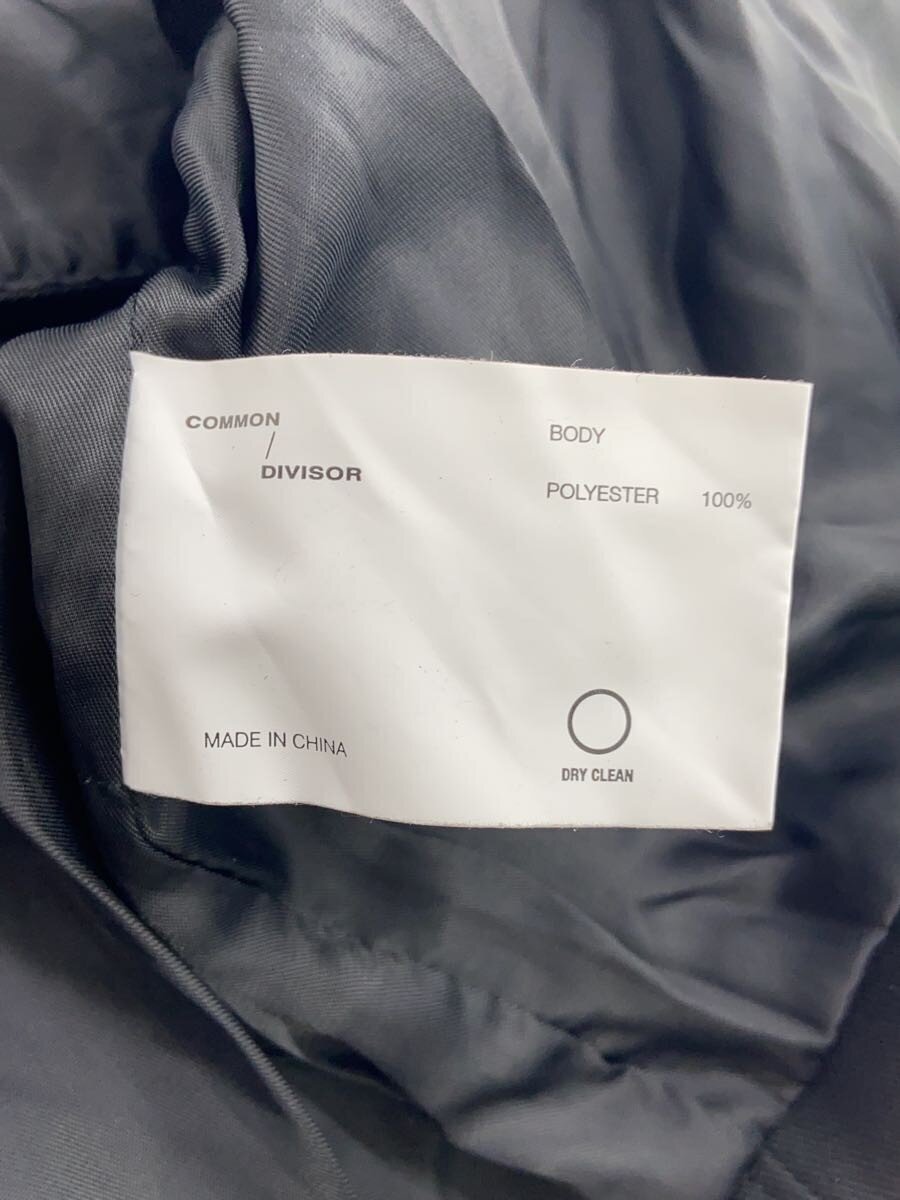 COMMON
/
DIVISOR
BODY
POLYESTER 100%
MADE IN CHINA
DRY CLEAN